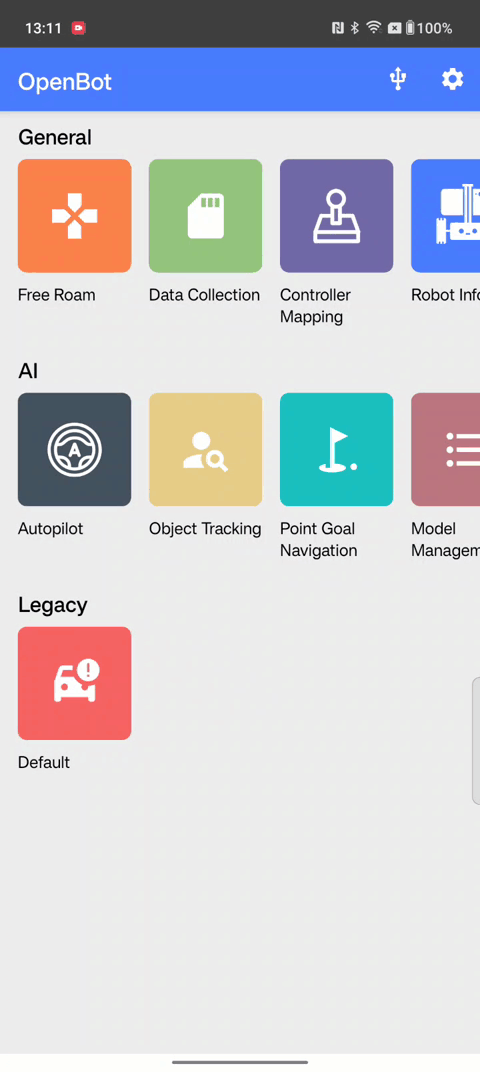 13:11 100%
OpenBot
General
Free Roam Data Collection Controller Mapping Robot Info
AI
A
Autopilot Object Tracking Point Goal Navigation Model
Legacy
Default